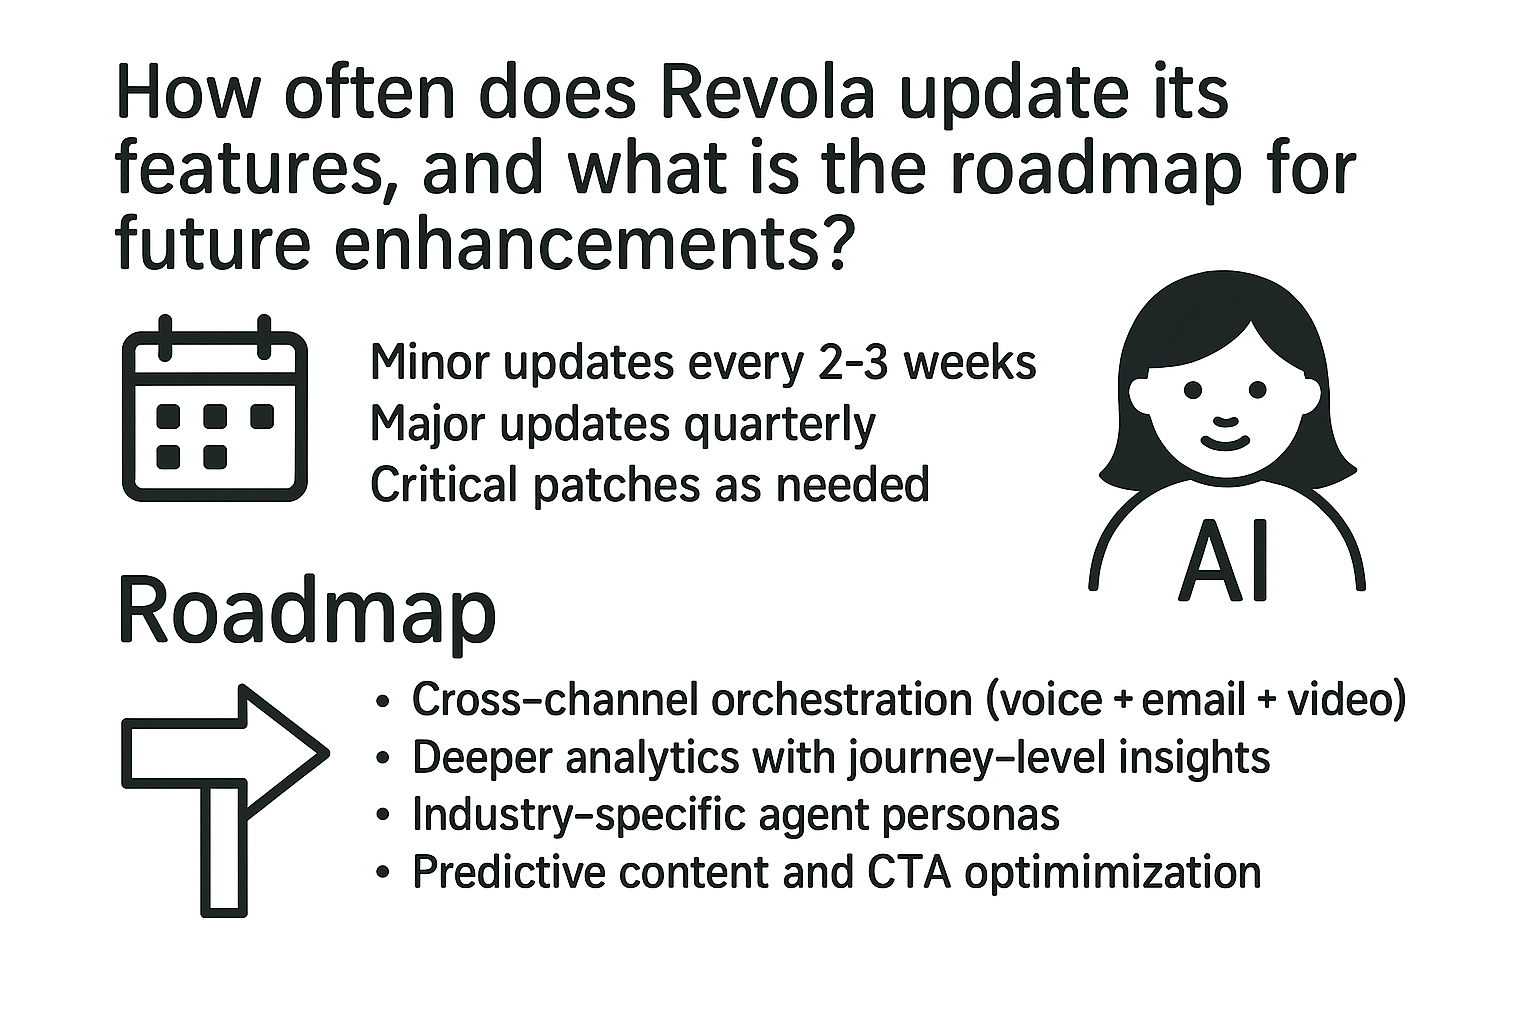 How often does Revola update its
features, and what is the roadmap for
future enhancements?
Minor updates every 2-3 weeks
Major updates quarterly
Critical patches as needed
AI
Roadmap
• Cross-channel orchestration (voice + email + video)
• Deeper analytics with journey-level insights
• Industry-specific agent personas
• Predictive content and CTA optimimization